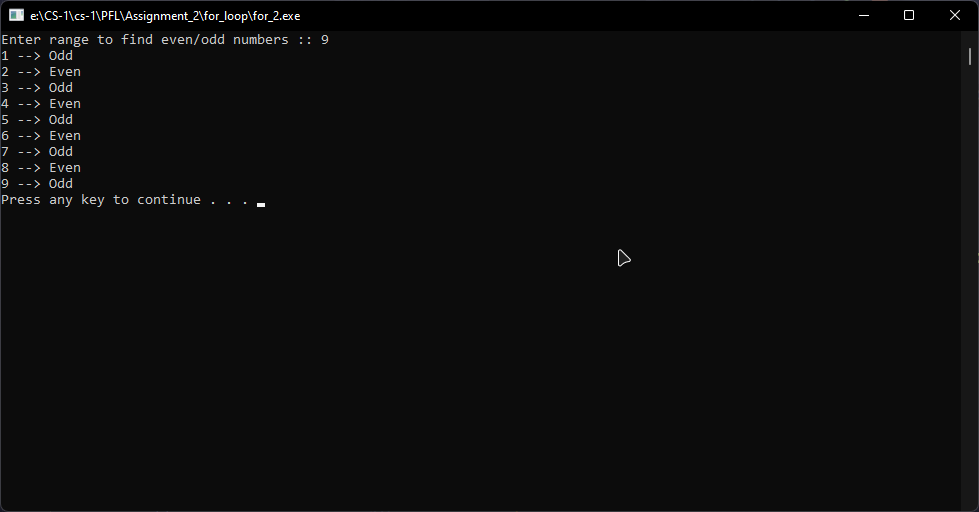 e:\CS-1\cs-1\PFL\Assignment_2\for_loop\for_2.exe
Enter range to find even/odd numbers :: 9
1 --> Odd
2 --> Even
3 --> Odd
4 --> Even
5 --> Odd
6 --> Even
7 --> Odd
8 --> Even
9 --> Odd
Press any key to continue . . .